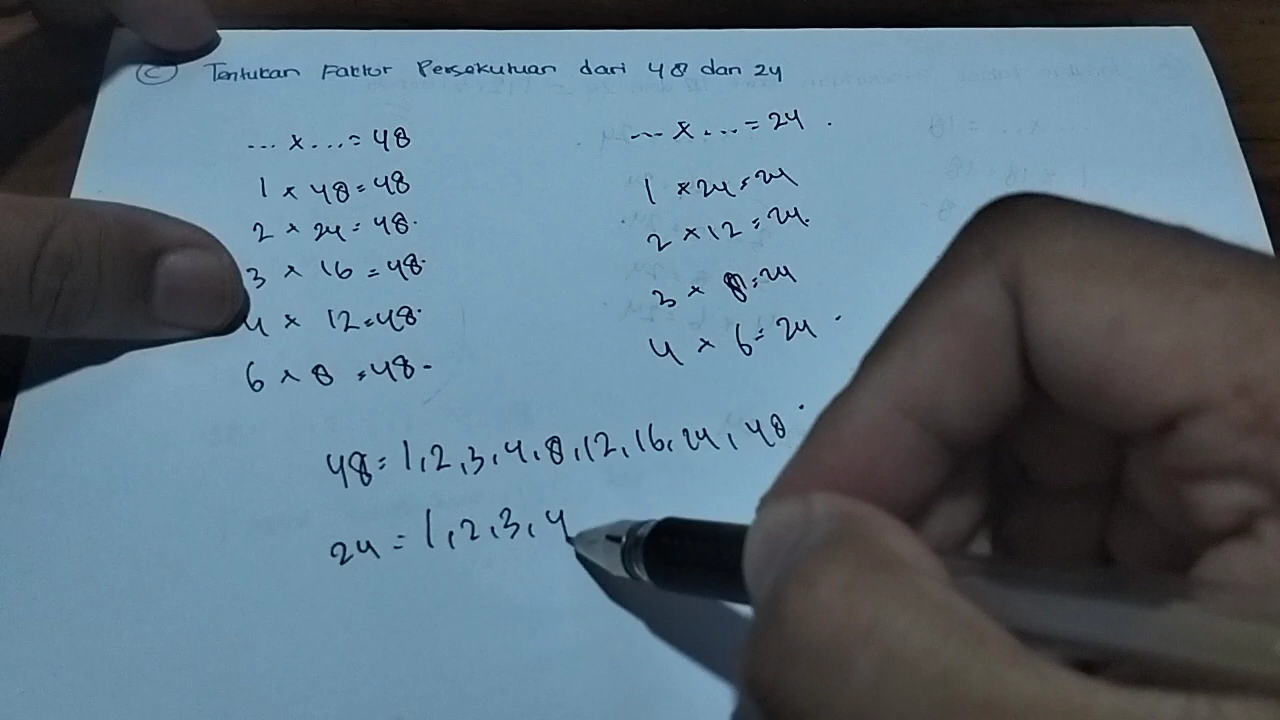 C Tentukan Faktor Persekutuan dari 48 dan 24
... x ... = 48
1 x 48 = 48
2 x 24 = 48.
3 x 16 = 48.
4 x 12 = 48.
6 x 8 = 48.
... x ... = 24.
1 x 24 = 24
2 x 12 = 24.
3 x 8 = 24
4 x 6 = 24.
48 = 1, 2, 3, 4, 8, 12, 16, 24, 48.
24 = 1, 2, 3, 4